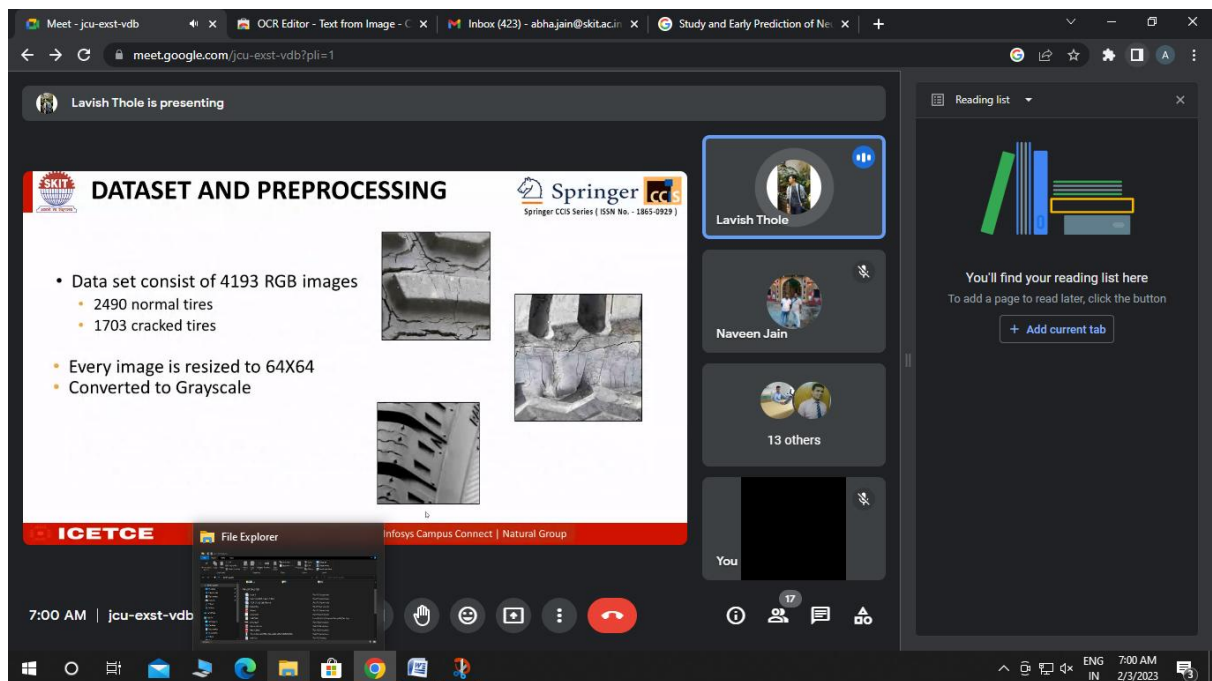 Meet - jcu-exst-vdb
OCR Editor - Text from Image - C
Inbox (423) - abha.jain@skit.ac.in
Study and Early Prediction of Neu
meet.google.com/jcu-exst-vdb?pli=1
A
Lavish Thole is presenting
Reading list
SKIT
DATASET AND PREPROCESSING
Springer
ccis
Springer CCIS Series ( ISSN No. - 1865-0929 )
• Data set consist of 4193 RGB images
• 2490 normal tires
• 1703 cracked tires
• Every image is resized to 64X64
• Converted to Grayscale
ICETCE
Infosys Campus Connect | Natural Group
File Explorer
Lavish Thole
Naveen Jain
13 others
You
You'll find your reading list here
To add a page to read later, click the button
+ Add current tab
7:00 AM | jcu-exst-vdb
17
ENG
IN
7:00 AM
2/3/2023
3